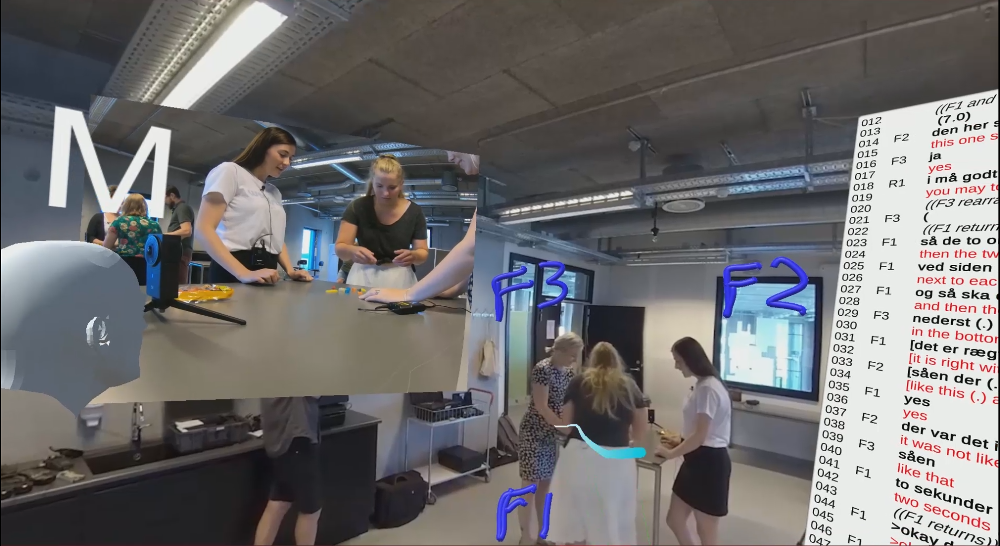 M
F3
F2
F1
012 ((F1 and
013 (7.0)
014 F2 den her s
015 this one s
016 F3 ja
017 yes
018 R1 i må godt
019 you may to
020 ((F3 rearra
021 F3 (
022 ((F1 return
023 F1 så de to o
024 then the tw
025 F1 ved siden
026 next to eac
027 F1 og så ska
028 and then the
029 F3 nederst (.)
030 in the bottom
031 F1 [det er ræg
032 [it is right wi
033 F2 [såen der (.
034 [like this (.) a
035 F1 yes
036 yes
037 F2 der var det i
038 it was not like
039 F3 såen
040 like that
041 F1 to sekunder
042 two seconds
043 ((F1 returns))
044 F1 >okay d
045
046
047 F1